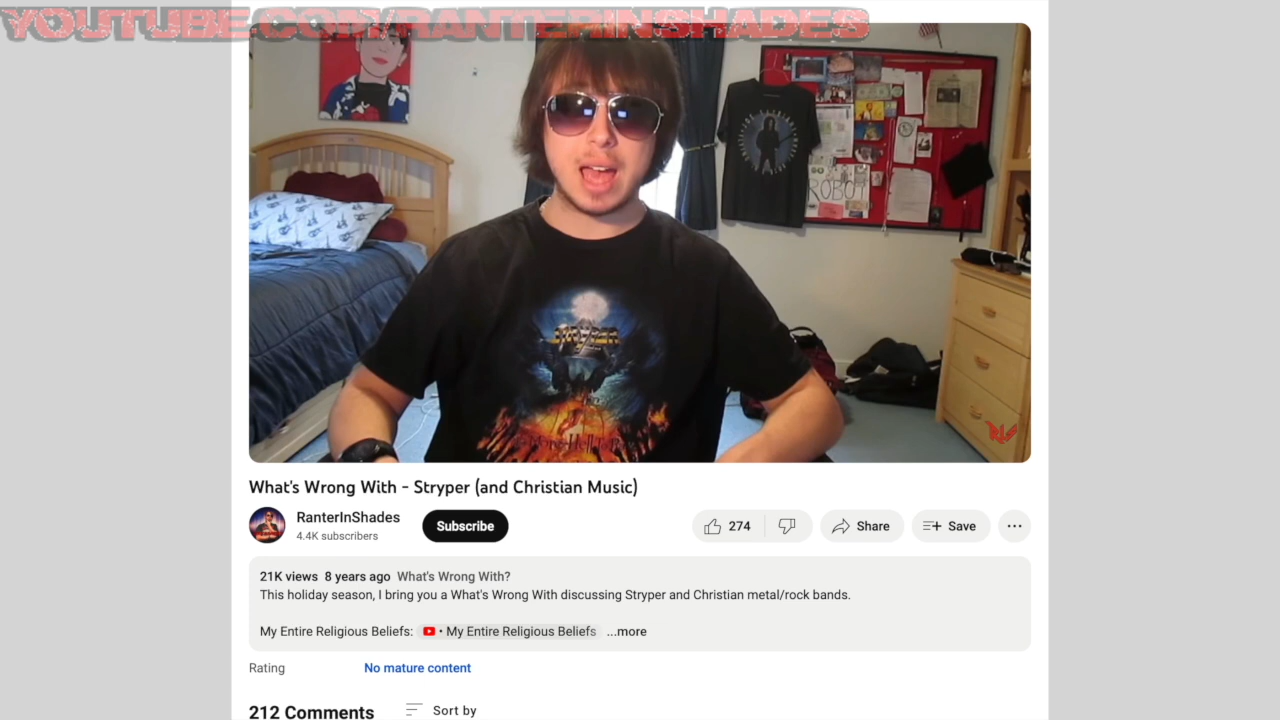 YOUTUBE.COM/RANTERINSHADES
ROBOT
STRYPER
What's Wrong With - Stryper (and Christian Music)
RanterInShades
4.4K subscribers
Subscribe
274
Share
Save
21K views 8 years ago What's Wrong With?
This holiday season, I bring you a What's Wrong With discussing Stryper and Christian metal/rock bands.
My Entire Religious Beliefs: • My Entire Religious Beliefs ...more
Rating No mature content
212 Comments Sort by